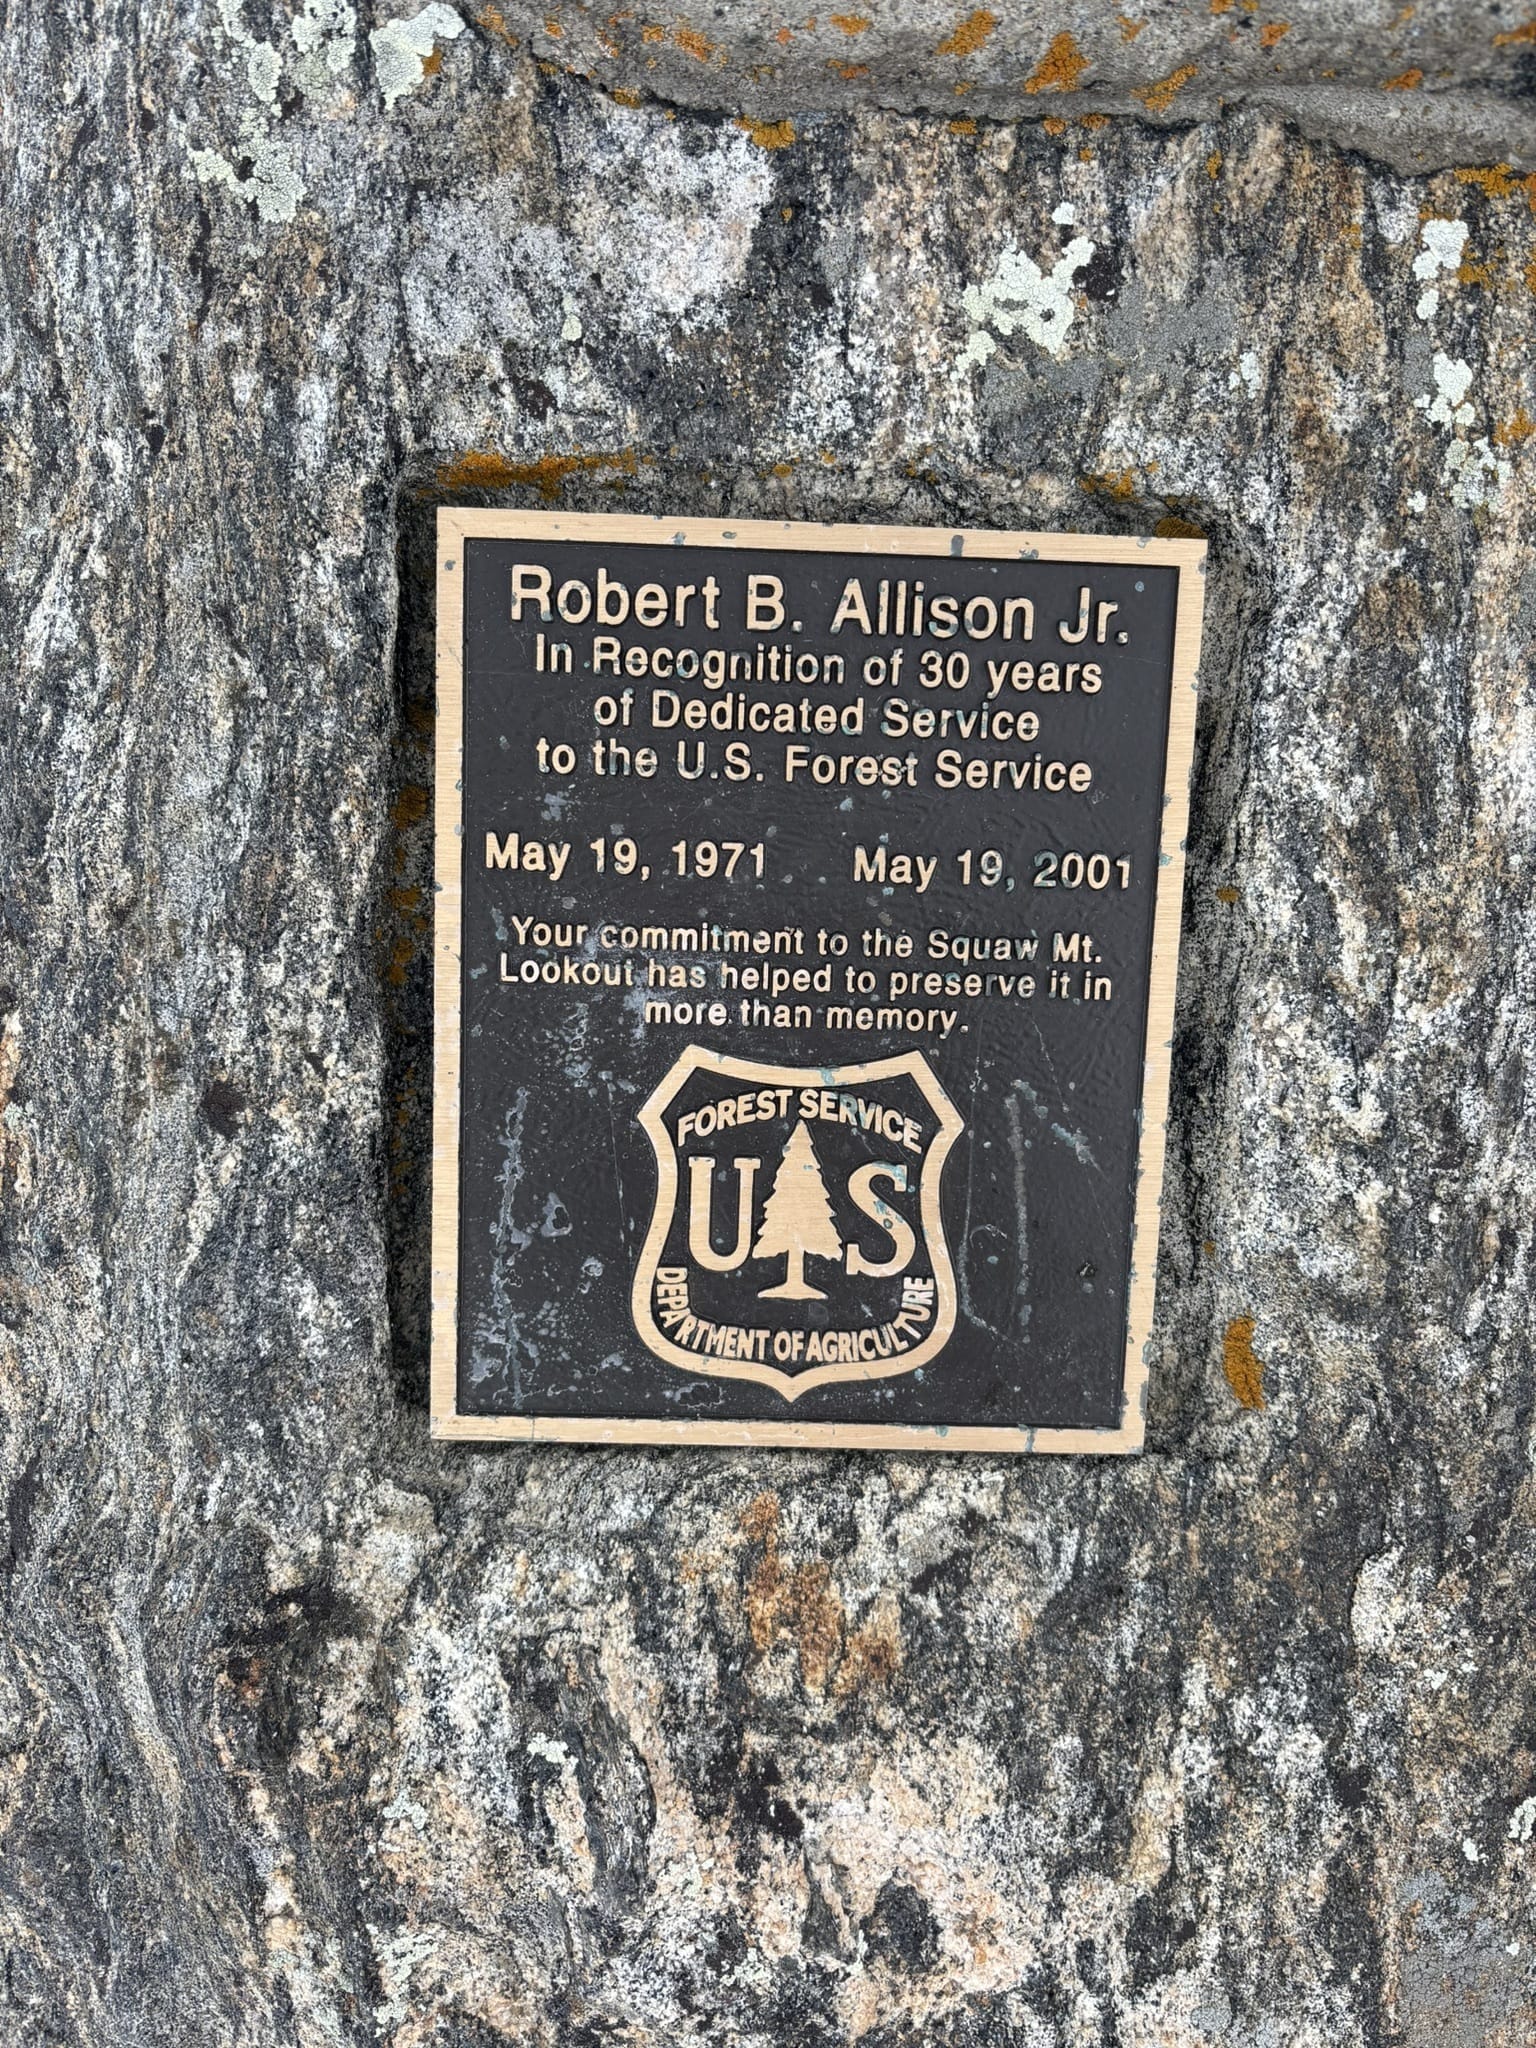 Robert B. Allison Jr.
In Recognition of 30 years
of Dedicated Service
to the U.S. Forest Service
May 19, 1971 May 19, 2001
Your commitment to the Squaw Mt.
Lookout has helped to preserve it in
more than memory.
FOREST SERVICE
U S
DEPARTMENT OF AGRICULTURE